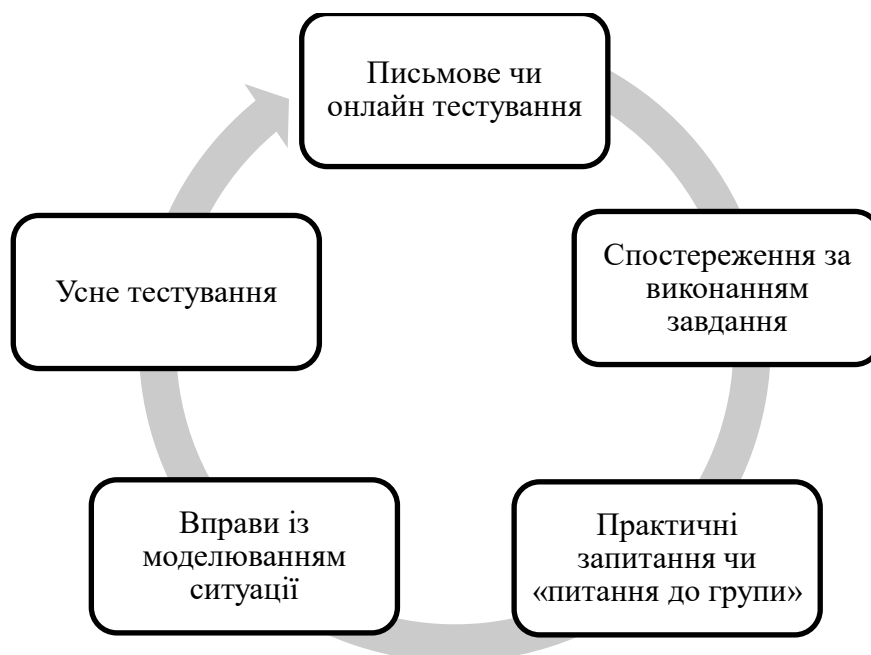 Письмове чи
онлайн тестування
Спостереження за
виконанням
завдання
Практичні
запитання чи
«питання до групи»
Вправи із
моделюванням
ситуації
Усне тестування